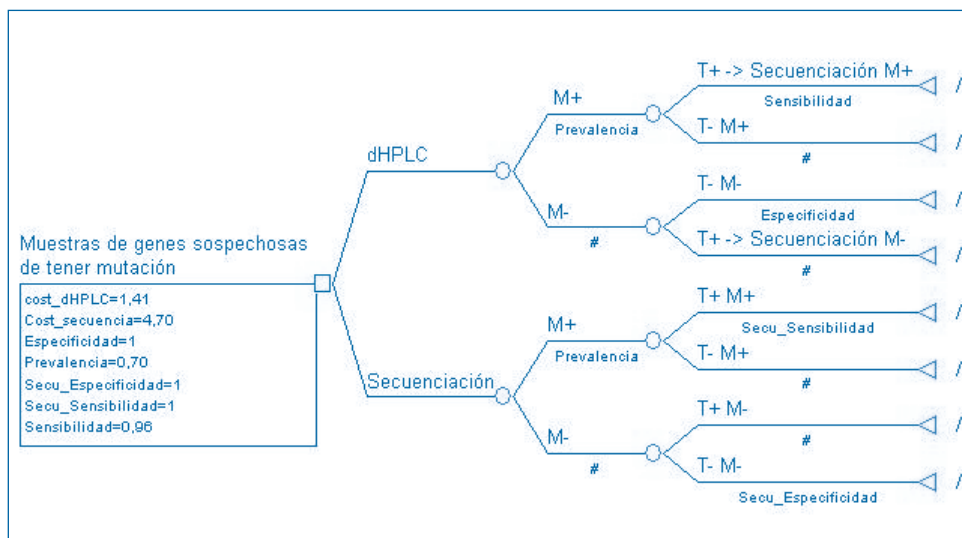 T+ -> Secuenciación M+
Sensibilidad
M+
Prevalencia
T- M+
#
dHPLC
T- M-
Especificidad
M-
#
T+ -> Secuenciación M-
#
Muestras de genes sospechosas
de tener mutación
cost_dHPLC=1,41
Cost_secuencia=4,70
Especificidad=1
Prevalencia=0,70
Secu_Especificidad=1
Secu_Sensibilidad=1
Sensibilidad=0,96
T+ M+
Secu_Sensibilidad
M+
Prevalencia
T- M+
#
Secuenciación
T+ M-
#
M-
#
T- M-
Secu_Especificidad